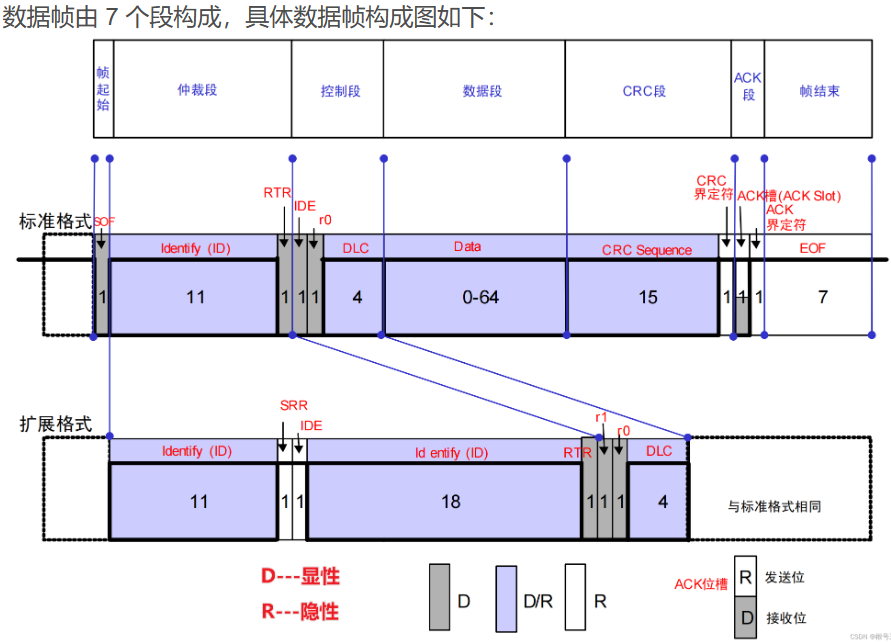 数据帧由 7 个段构成，具体数据帧构成图如下：
帧起始 仲裁段 控制段 数据段 CRC段 ACK段 帧结束
RTR IDE r0 CRC界定符 ACK槽(ACK Slot) ACK界定符
标准格式 SOF
Identify (ID) DLC Data CRC Sequence EOF
1 11 1 1 1 4 0-64 15 1 1 1 7
SRR IDE r1 r0
扩展格式
Identify (ID) Id entify (ID) RTR DLC
11 1 1 18 1 1 1 4 与标准格式相同
D---显性
R---隐性
D D/R R
ACK位槽 R 发送位
D 接收位